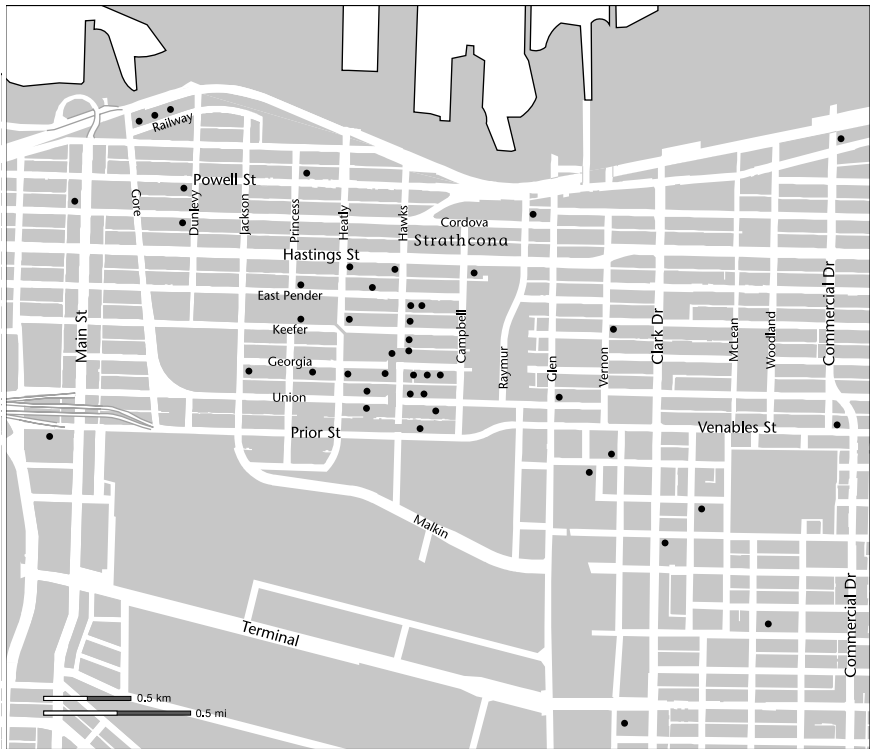 Railway
Powell St
Gore
Dunlevy
Jackson
Princess
Heatly
Hawks
Cordova
Strathcona
Hastings St
East Pender
Keefer
Main St
Campbell
Raymur
Glen
Vernon
Clark Dr
McLean
Woodland
Commercial Dr
Georgia
Union
Prior St
Venables St
Malkin
Commercial Dr
Terminal
0.5 km
0.5 mi